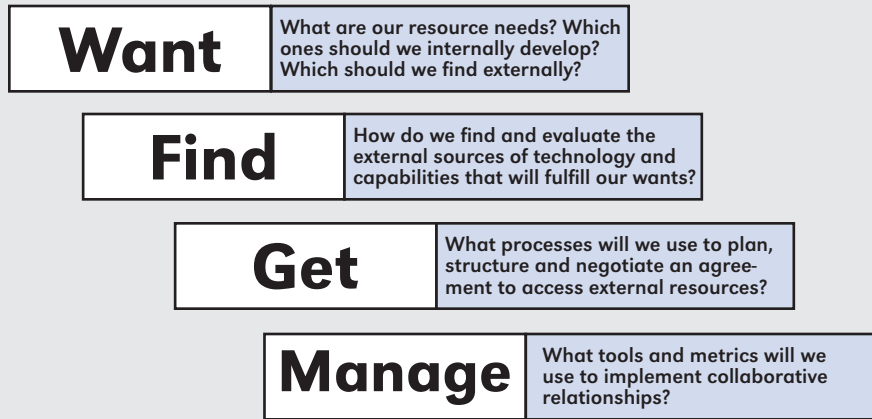 Want
What are our resource needs? Which
ones should we internally develop?
Which should we find externally?
Find
How do we find and evaluate the
external sources of technology and
capabilities that will fulfill our wants?
Get
What processes will we use to plan,
structure and negotiate an agree-
ment to access external resources?
Manage
What tools and metrics will we
use to implement collaborative
relationships?